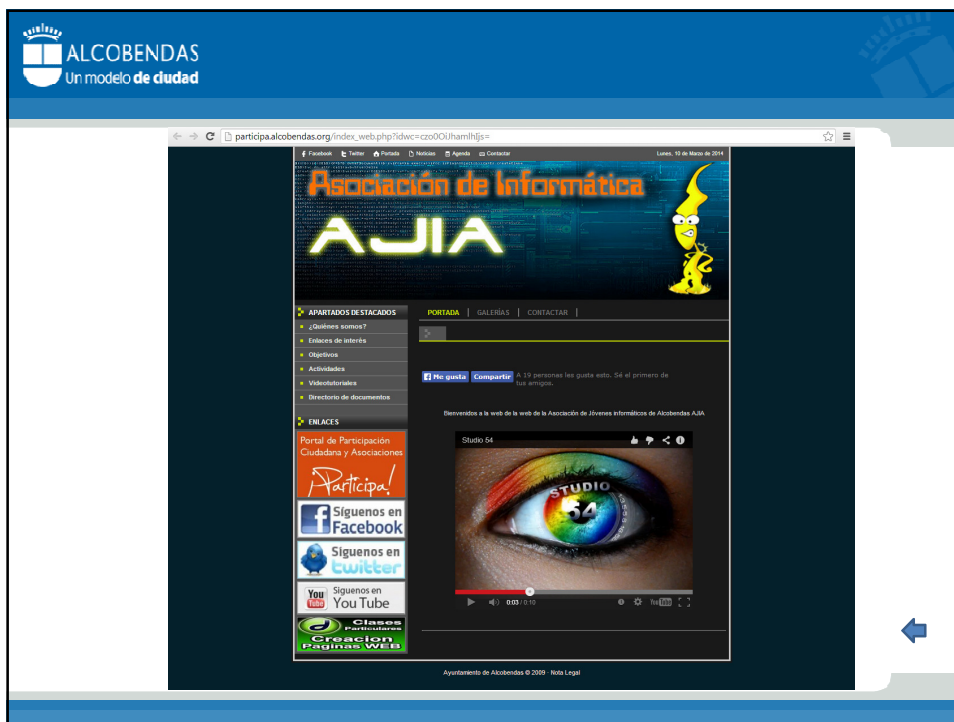 ALCOBENDAS
Un modelo de ciudad
participa.alcobendas.org/index_web.php?idwc=czo0OiJhamlhIjs=
Facebook Twitter Portada Noticias Agenda Contactar Lunes, 10 de Marzo de 2014
Asociación de Informática
AJIA
APARTADOS DESTACADOS
¿Quiénes somos?
Enlaces de interés
Objetivos
Actividades
Videotutoriales
Directorio de documentos
ENLACES
Portal de Participación
Ciudadana y Asociaciones
¡Participa!
Síguenos en
Facebook
Siguenos en
twitter
You Tube
Siguenos en
You Tube
Clases
Particulares
Creacion
Paginas WEB
PORTADA | GALERÍAS | CONTACTAR |
Me gusta Compartir A 19 personas les gusta esto. Sé el primero de
tus amigos.
Bienvenidos a la web de la web de la Asociación de Jóvenes informáticos de Alcobendas AJIA
Studio 54
STUDIO
54
0:03 / 0:10
YouTube
Ayuntamiento de Alcobendas © 2009 - Nota Legal